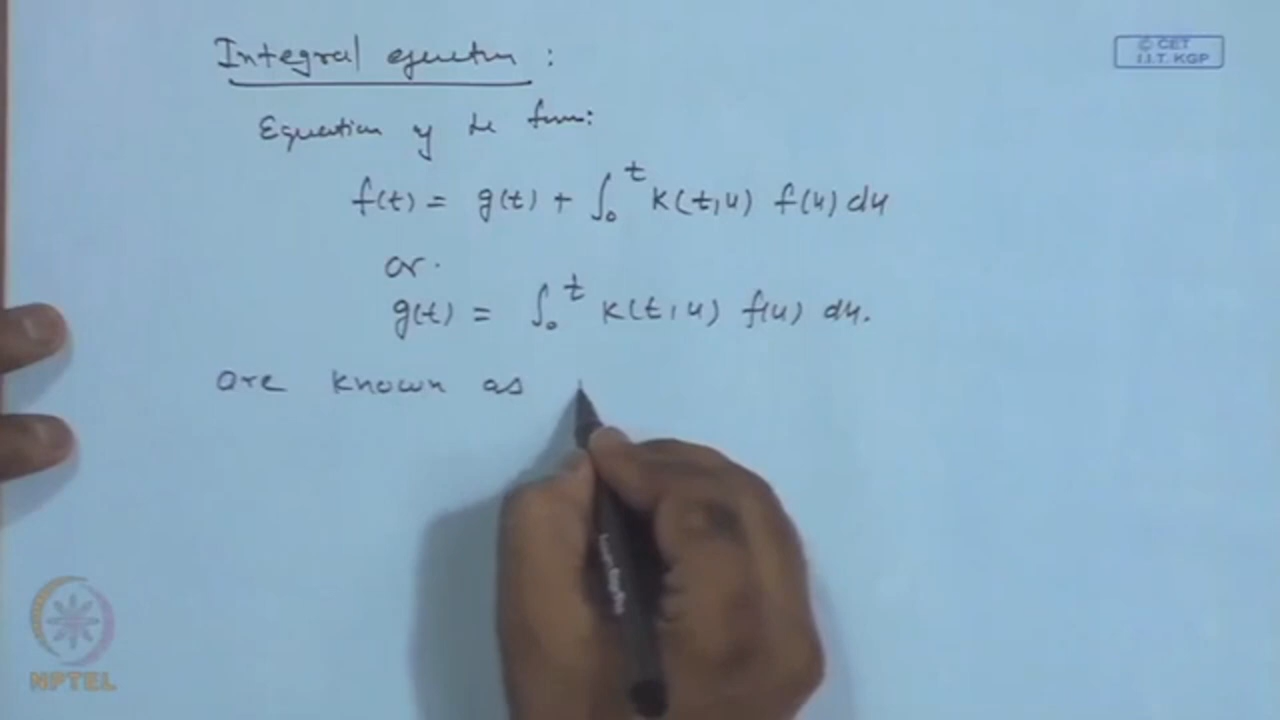 Integral equation :
© CET
I.I.T. KGP
Equation of the form:
f(t) = g(t) + ∫₀ᵗ K(t,u) f(u) du
or.
g(t) = ∫₀ᵗ K(t,u) f(u) du.
are known as
NPTEL